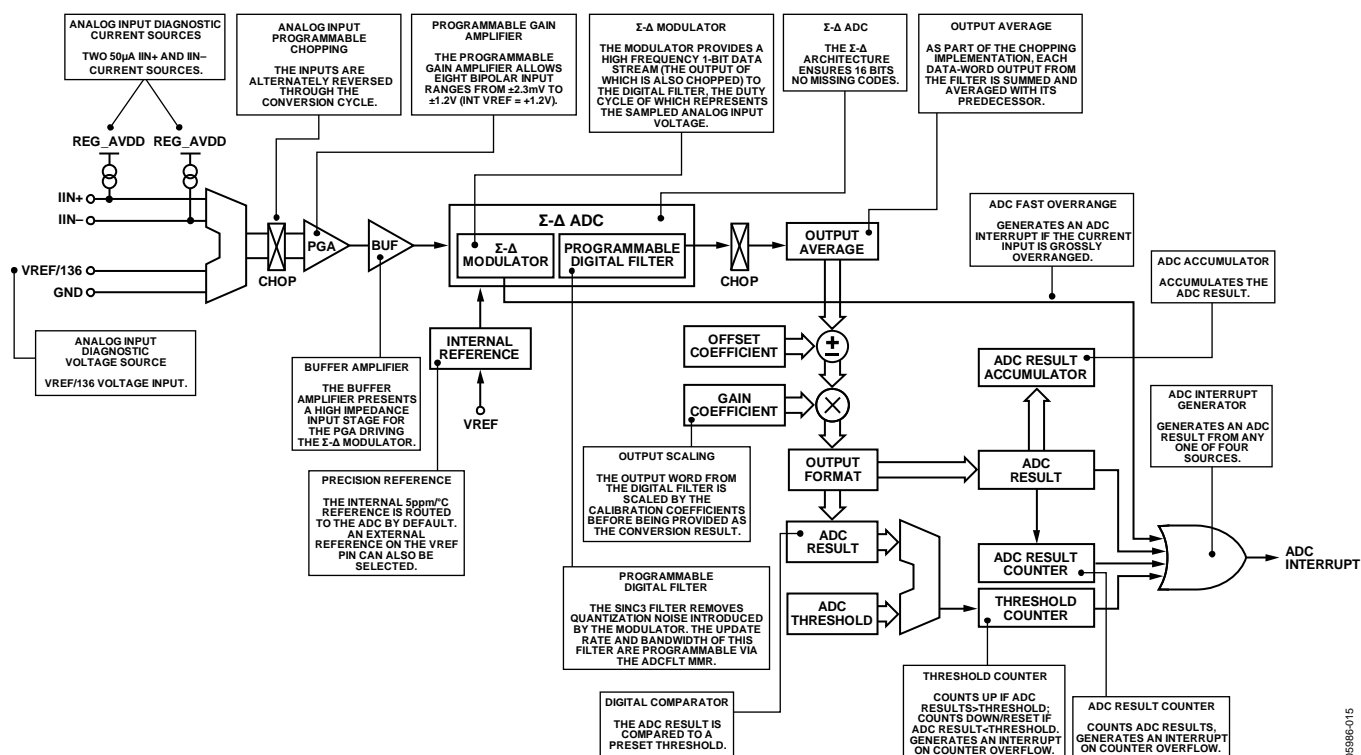 ANALOG INPUT DIAGNOSTIC
CURRENT SOURCES
TWO 50µA IIN+ AND IIN–
CURRENT SOURCES.
ANALOG INPUT
PROGRAMMABLE
CHOPPING
THE INPUTS ARE
ALTERNATELY REVERSED
THROUGH THE
CONVERSION CYCLE.
PROGRAMMABLE GAIN
AMPLIFIER
THE PROGRAMMABLE
GAIN AMPLIFIER ALLOWS
EIGHT BIPOLAR INPUT
RANGES FROM ±2.3mV TO
±1.2V (INT VREF = +1.2V).
Σ-Δ MODULATOR
THE MODULATOR PROVIDES A
HIGH FREQUENCY 1-BIT DATA
STREAM (THE OUTPUT OF
WHICH IS ALSO CHOPPED) TO
THE DIGITAL FILTER, THE DUTY
CYCLE OF WHICH REPRESENTS
THE SAMPLED ANALOG INPUT
VOLTAGE.
Σ-Δ ADC
THE Σ-Δ
ARCHITECTURE
ENSURES 16 BITS
NO MISSING CODES.
OUTPUT AVERAGE
AS PART OF THE CHOPPING
IMPLEMENTATION, EACH
DATA-WORD OUTPUT FROM
THE FILTER IS SUMMED AND
AVERAGED WITH ITS
PREDECESSOR.
REG_AVDD REG_AVDD
IIN+
IIN–
VREF/136
GND
CHOP
PGA
BUF
Σ-Δ ADC
Σ-Δ
MODULATOR
PROGRAMMABLE
DIGITAL FILTER
CHOP
OUTPUT
AVERAGE
ADC FAST OVERRANGE
GENERATES AN ADC
INTERRUPT IF THE CURRENT
INPUT IS GROSSLY
OVERRANGED.
ADC ACCUMULATOR
ACCUMULATES THE
ADC RESULT.
ANALOG INPUT
DIAGNOSTIC
VOLTAGE SOURCE
VREF/136 VOLTAGE INPUT.
BUFFER AMPLIFIER
THE BUFFER
AMPLIFIER PRESENTS
A HIGH IMPEDANCE
INPUT STAGE FOR
THE PGA DRIVING
THE Σ-Δ MODULATOR.
INTERNAL
REFERENCE
VREF
OFFSET
COEFFICIENT
±
GAIN
COEFFICIENT
×
ADC RESULT
ACCUMULATOR
ADC INTERRUPT
GENERATOR
GENERATES AN ADC
RESULT FROM ANY
ONE OF FOUR
SOURCES.
PRECISION REFERENCE
THE INTERNAL 5ppm/°C
REFERENCE IS ROUTED
TO THE ADC BY DEFAULT.
AN EXTERNAL
REFERENCE ON THE VREF
PIN CAN ALSO BE
SELECTED.
OUTPUT SCALING
THE OUTPUT WORD FROM
THE DIGITAL FILTER IS
SCALED BY THE
CALIBRATION COEFFICIENTS
BEFORE BEING PROVIDED AS
THE CONVERSION RESULT.
OUTPUT
FORMAT
ADC
RESULT
ADC
RESULT
ADC RESULT
COUNTER
ADC
INTERRUPT
PROGRAMMABLE
DIGITAL FILTER
THE SINC3 FILTER REMOVES
QUANTIZATION NOISE INTRODUCED
BY THE MODULATOR. THE UPDATE
RATE AND BANDWIDTH OF THIS
FILTER ARE PROGRAMMABLE VIA
THE ADCFLT MMR.
ADC
THRESHOLD
THRESHOLD
COUNTER
DIGITAL COMPARATOR
THE ADC RESULT IS
COMPARED TO A
PRESET THRESHOLD.
THRESHOLD COUNTER
COUNTS UP IF ADC
RESULTS>THRESHOLD;
COUNTS DOWN/RESET IF
ADC RESULT<THRESHOLD.
GENERATES AN INTERRUPT
ON COUNTER OVERFLOW.
ADC RESULT COUNTER
COUNTS ADC RESULTS,
GENERATES AN INTERRUPT
ON COUNTER OVERFLOW.
05986-015